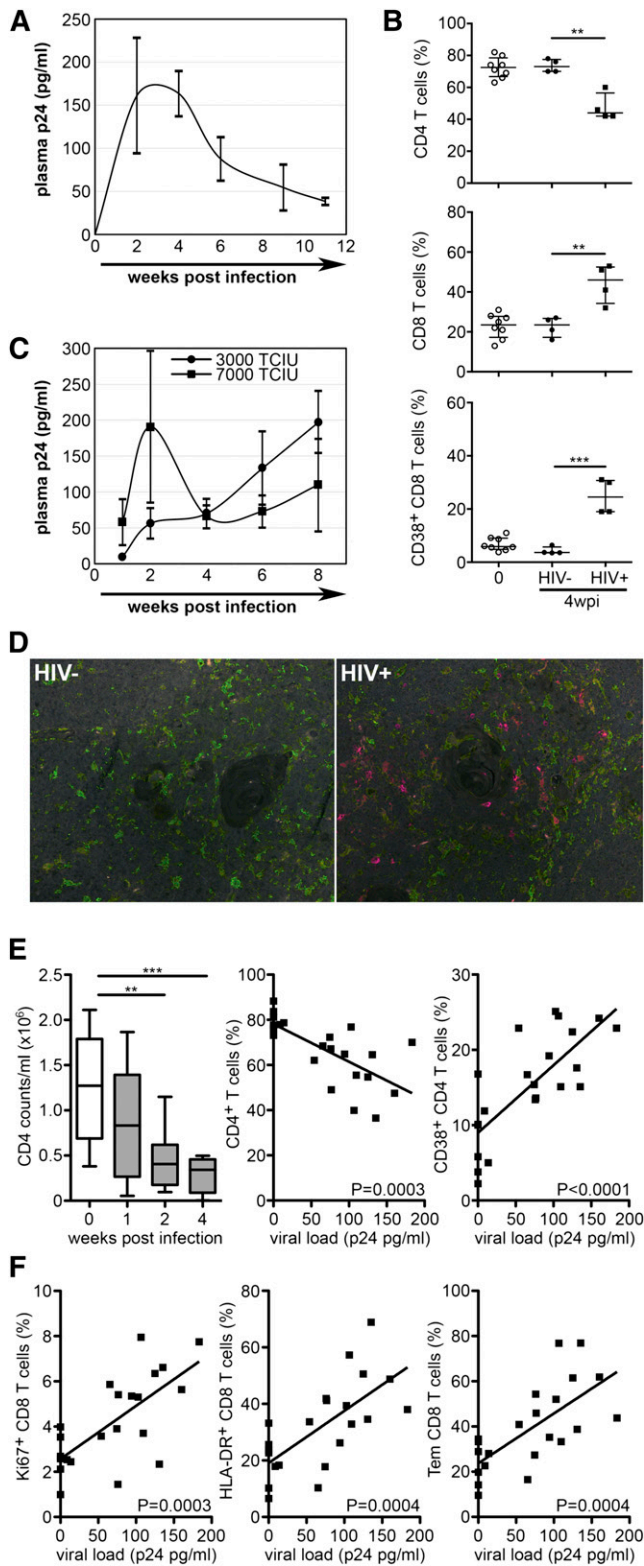 A
plasma p24 (pg/ml)
250
200
150
100
50
0
0 2 4 6 8 10 12
weeks post infection
B
CD4 T cells (%)
100
80
60
40
20
0
**
CD8 T cells (%)
80
60
40
20
0
**
CD38+ CD8 T cells (%)
60
40
20
0
***
0 HIV- HIV+
4wpi
C
plasma p24 (pg/ml)
300
250
200
150
100
50
0
3000 TCIU
7000 TCIU
0 2 4 6 8
weeks post infection
D
HIV-
HIV+
E
CD4 counts/ml (x10⁶)
2.5
2.0
1.5
1.0
0.5
0
***
**
0 1 2 4
weeks post infection
CD4+ T cells (%)
100
80
60
40
20
0
P=0.0003
0 50 100 150 200
viral load (p24 pg/ml)
CD38+ CD4 T cells (%)
30
20
10
0
P<0.0001
0 50 100 150 200
viral load (p24 pg/ml)
F
Ki67+ CD8 T cells (%)
10
8
6
4
2
0
P=0.0003
0 50 100 150 200
viral load (p24 pg/ml)
HLA-DR+ CD8 T cells (%)
80
60
40
20
0
P=0.0004
0 50 100 150 200
viral load (p24 pg/ml)
Tem CD8 T cells (%)
100
80
60
40
20
0
P=0.0004
0 50 100 150 200
viral load (p24 pg/ml)